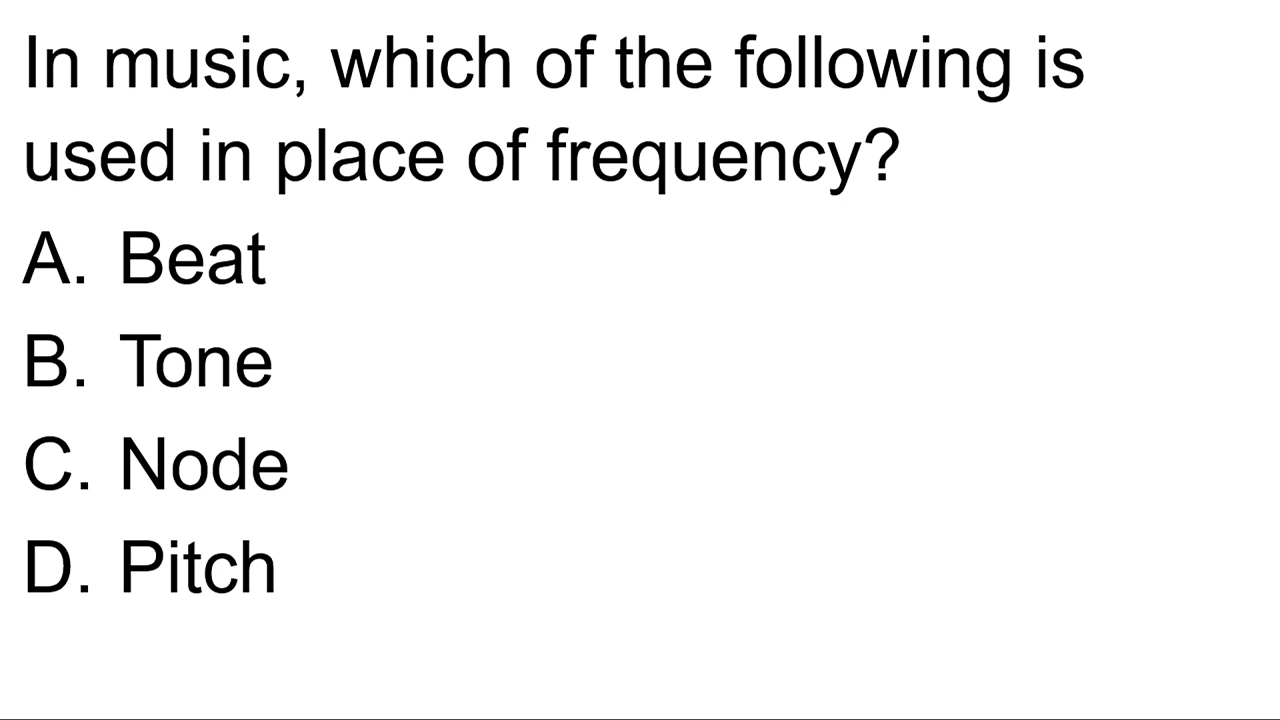 In music, which of the following is
used in place of frequency?
A. Beat
B. Tone
C. Node
D. Pitch